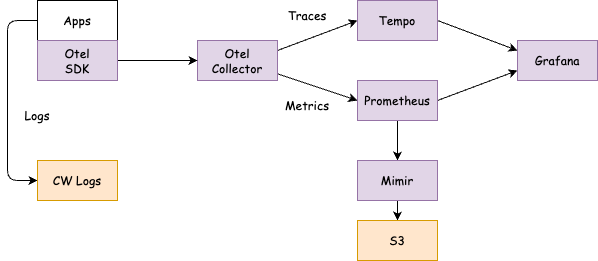 Apps
Otel
SDK
Logs
CW Logs
Otel
Collector
Traces
Metrics
Tempo
Prometheus
Mimir
S3
Grafana